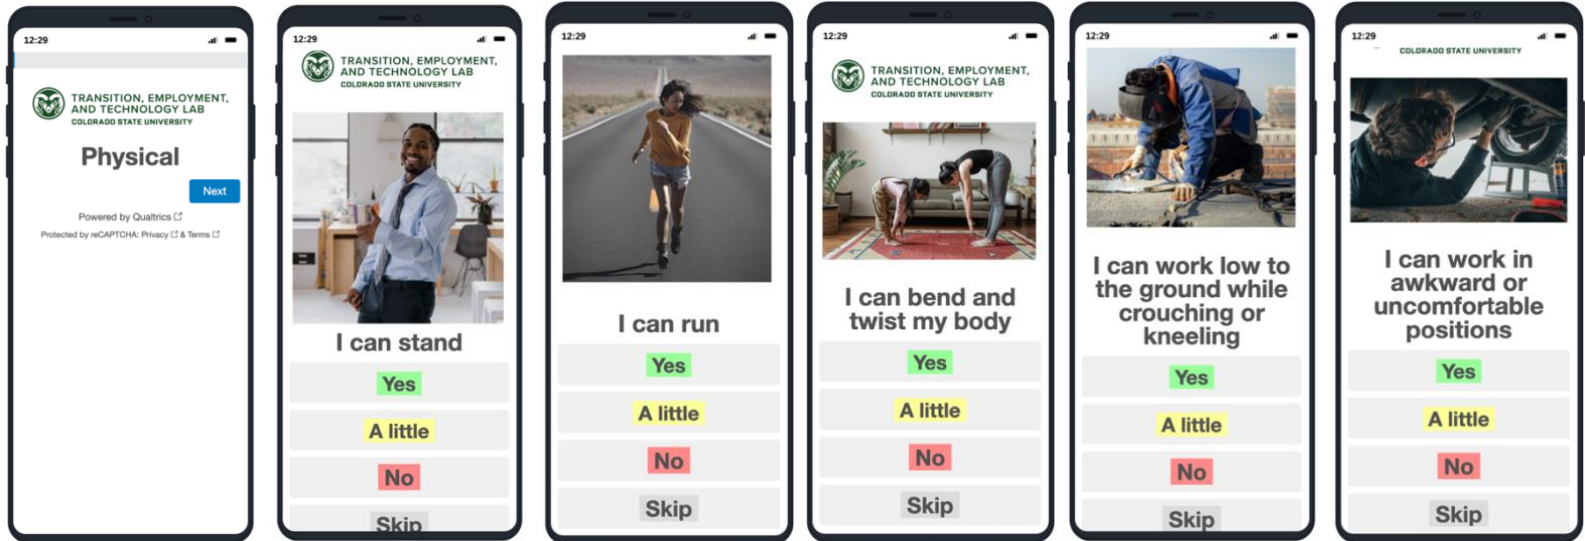 12:29
TRANSITION, EMPLOYMENT,
AND TECHNOLOGY LAB
COLORADO STATE UNIVERSITY
Physical
Next
Powered by Qualtrics
Protected by reCAPTCHA: Privacy & Terms
12:29
TRANSITION, EMPLOYMENT,
AND TECHNOLOGY LAB
COLORADO STATE UNIVERSITY
I can stand
Yes
A little
No
Skip
12:29
I can run
Yes
A little
No
Skip
12:29
TRANSITION, EMPLOYMENT,
AND TECHNOLOGY LAB
COLORADO STATE UNIVERSITY
I can bend and
twist my body
Yes
A little
No
Skip
12:29
I can work low to
the ground while
crouching or
kneeling
Yes
A little
No
Skip
12:29
COLORADO STATE UNIVERSITY
I can work in
awkward or
uncomfortable
positions
Yes
A little
No
Skip